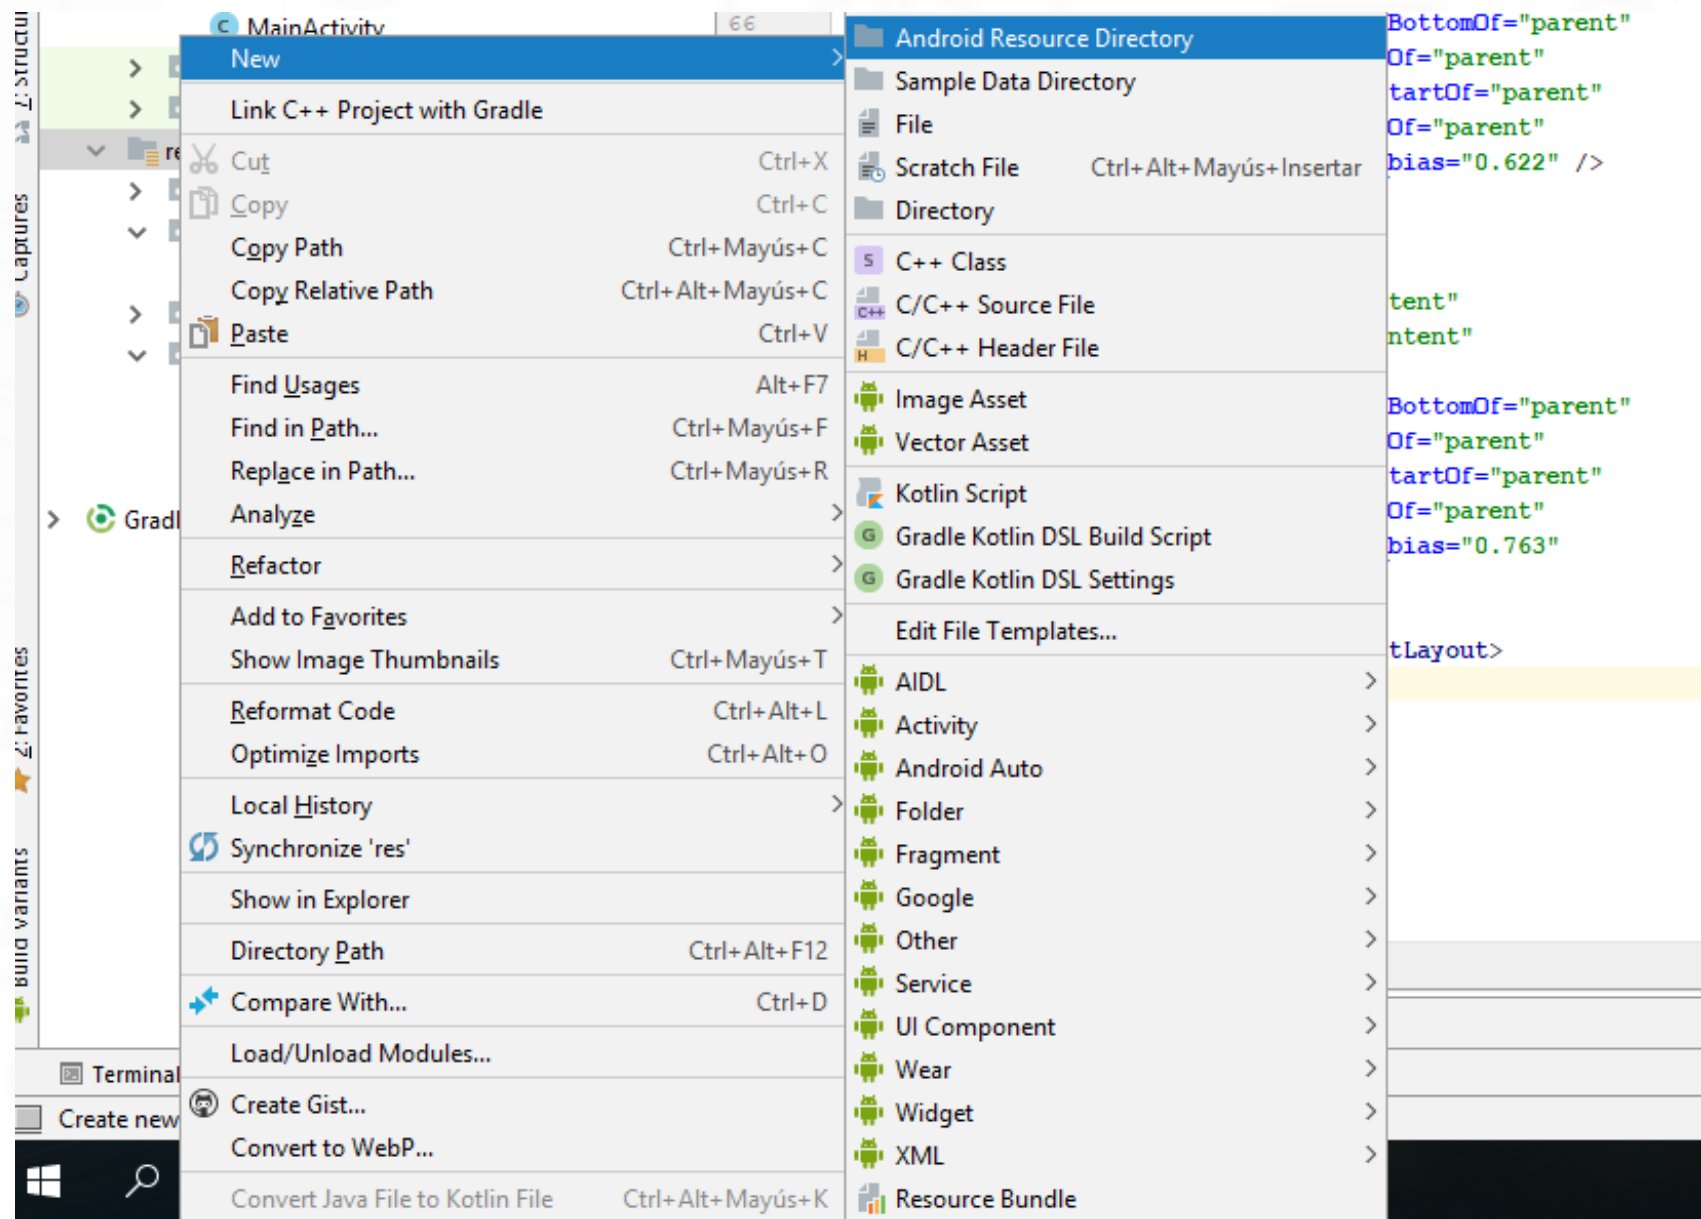 MainActivity
66
New
Link C++ Project with Gradle
Cut Ctrl+X
Copy Ctrl+C
Copy Path Ctrl+Mayús+C
Copy Relative Path Ctrl+Alt+Mayús+C
Paste Ctrl+V
Find Usages Alt+F7
Find in Path... Ctrl+Mayús+F
Replace in Path... Ctrl+Mayús+R
Analyze
Refactor
Add to Favorites
Show Image Thumbnails Ctrl+Mayús+T
Reformat Code Ctrl+Alt+L
Optimize Imports Ctrl+Alt+O
Local History
Synchronize 'res'
Show in Explorer
Directory Path Ctrl+Alt+F12
Compare With... Ctrl+D
Load/Unload Modules...
Create Gist...
Convert to WebP...
Convert Java File to Kotlin File Ctrl+Alt+Mayús+K
Android Resource Directory
Sample Data Directory
File
Scratch File Ctrl+Alt+Mayús+Insertar
Directory
S C++ Class
C++ C/C++ Source File
H C/C++ Header File
Image Asset
Vector Asset
Kotlin Script
G Gradle Kotlin DSL Build Script
G Gradle Kotlin DSL Settings
Edit File Templates...
AIDL
Activity
Android Auto
Folder
Fragment
Google
Other
Service
UI Component
Wear
Widget
XML
Resource Bundle
BottomOf="parent"
Of="parent"
tartOf="parent"
Of="parent"
bias="0.622" />
tent"
ntent"
BottomOf="parent"
Of="parent"
tartOf="parent"
Of="parent"
bias="0.763"
tLayout>
Captures
2: Favorites
Build Variants
Gradl
Terminal
Create new